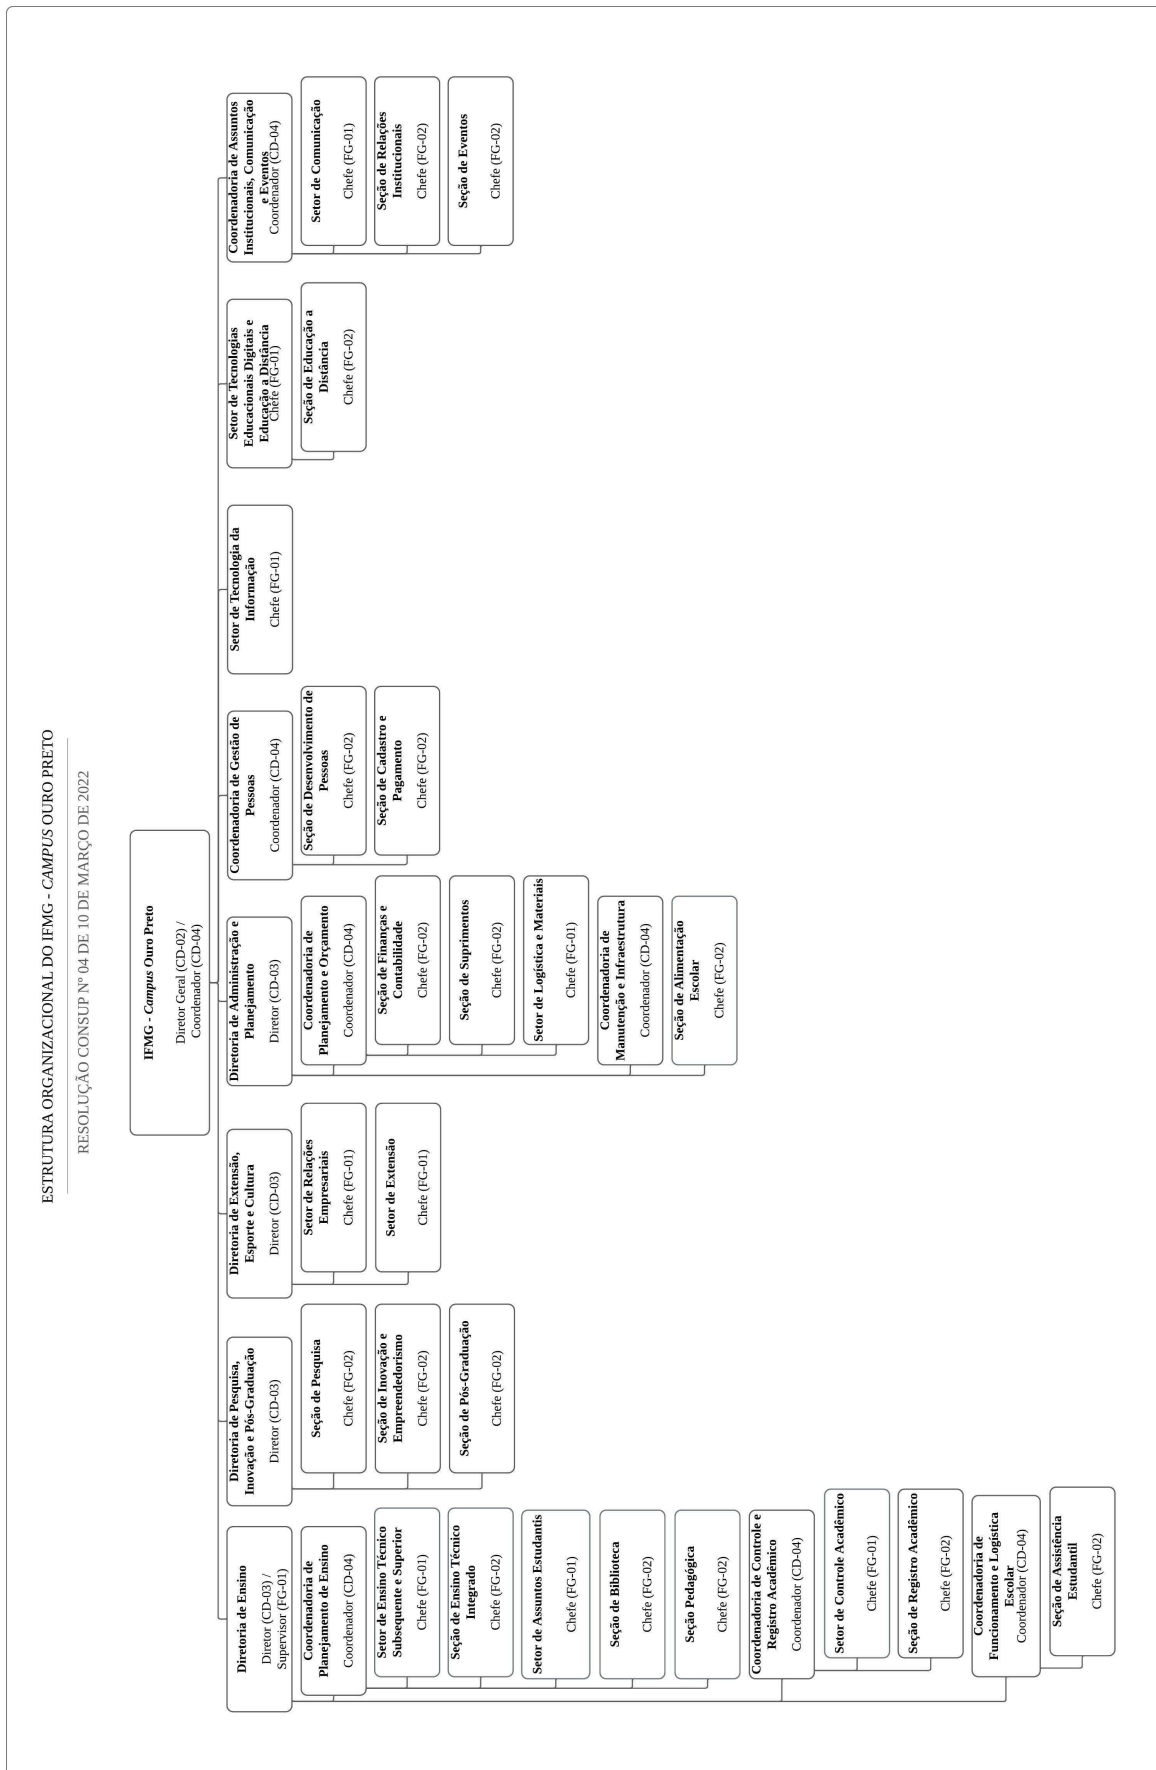 ESTRUTURA ORGANIZACIONAL DO IFMG - CAMPUS OURO PRETO
RESOLUÇÃO CONSUP Nº 04 DE 10 DE MARÇO DE 2022
IFMG - Campus Ouro Preto
Diretor Geral (CD-02) /
Coordenador (CD-04)
Diretoria de Ensino
Diretor (CD-03) /
Supervisor (FG-01)
Coordenadoria de
Planejamento de Ensino
Coordenador (CD-04)
Setor de Ensino Técnico
Subsequente e Superior
Chefe (FG-01)
Seção de Ensino Técnico
Integrado
Chefe (FG-02)
Setor de Assuntos Estudantis
Chefe (FG-01)
Seção de Biblioteca
Chefe (FG-02)
Seção Pedagógica
Chefe (FG-02)
Coordenadoria de Controle e
Registro Acadêmico
Coordenador (CD-04)
Setor de Controle Acadêmico
Chefe (FG-01)
Seção de Registro Acadêmico
Chefe (FG-02)
Coordenadoria de
Funcionamento e Logística
Escolar
Coordenador (CD-04)
Seção de Assistência
Estudantil
Chefe (FG-02)
Diretoria de Pesquisa,
Inovação e Pós-Graduação
Diretor (CD-03)
Seção de Pesquisa
Chefe (FG-02)
Seção de Inovação e
Empreendedorismo
Chefe (FG-02)
Seção de Pós-Graduação
Chefe (FG-02)
Diretoria de Extensão,
Esporte e Cultura
Diretor (CD-03)
Setor de Relações
Empresariais
Chefe (FG-01)
Setor de Extensão
Chefe (FG-01)
Diretoria de Administração e
Planejamento
Diretor (CD-03)
Coordenadoria de
Planejamento e Orçamento
Coordenador (CD-04)
Seção de Finanças e
Contabilidade
Chefe (FG-02)
Seção de Suprimentos
Chefe (FG-02)
Setor de Logística e Materiais
Chefe (FG-01)
Coordenadoria de
Manutenção e Infraestrutura
Coordenador (CD-04)
Seção de Alimentação
Escolar
Chefe (FG-02)
Coordenadoria de Gestão de
Pessoas
Coordenador (CD-04)
Seção de Desenvolvimento de
Pessoas
Chefe (FG-02)
Seção de Cadastro e
Pagamento
Chefe (FG-02)
Setor de Tecnologia da
Informação
Chefe (FG-01)
Setor de Tecnologias
Educacionais Digitais e
Educação a Distância
Chefe (FG-01)
Seção de Educação a
Distância
Chefe (FG-02)
Coordenadoria de Assuntos
Institucionais, Comunicação
e Eventos
Coordenador (CD-04)
Setor de Comunicação
Chefe (FG-01)
Seção de Relações
Institucionais
Chefe (FG-02)
Seção de Eventos
Chefe (FG-02)